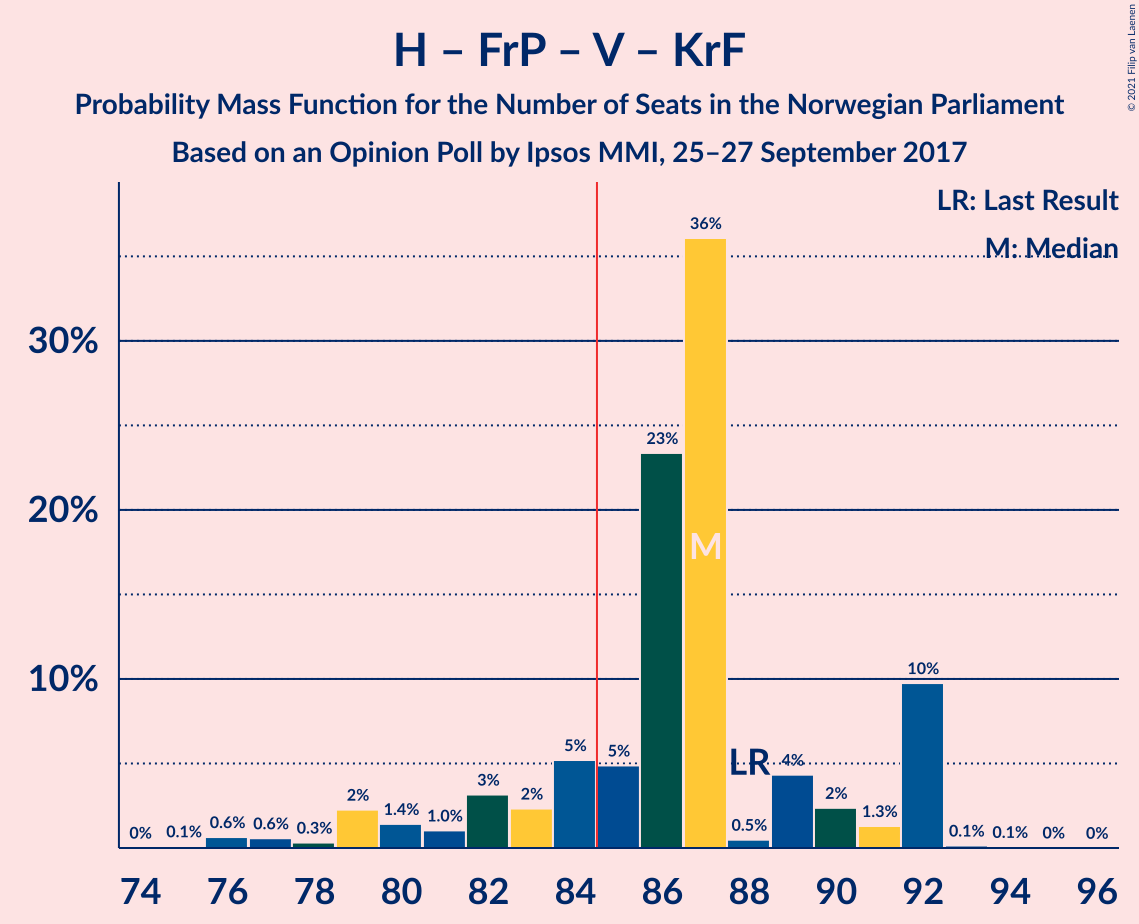 H – FrP – V – KrF
Probability Mass Function for the Number of Seats in the Norwegian Parliament
Based on an Opinion Poll by Ipsos MMI, 25–27 September 2017
© 2021 Filip van Laenen
LR: Last Result
M: Median
30%
20%
10%
0%
0.1%
0.6%
0.6%
0.3%
2%
1.4%
1.0%
3%
2%
5%
5%
23%
36%
M
0.5%
LR
4%
2%
1.3%
10%
0.1%
0.1%
0%
0%
74 76 78 80 82 84 86 88 90 92 94 96